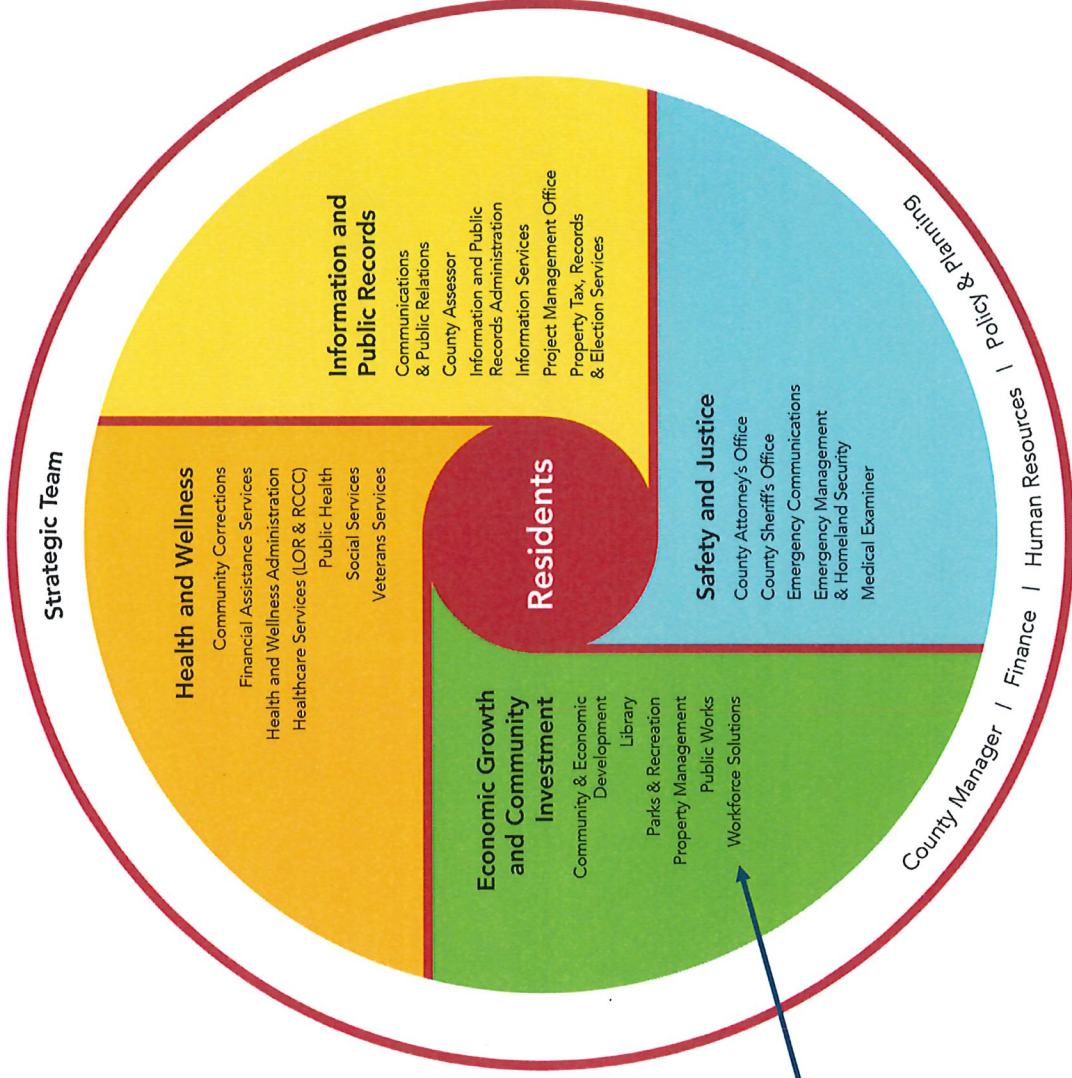 Strategic Team
Health and Wellness
Community Corrections
Financial Assistance Services
Health and Wellness Administration
Healthcare Services (LOR & RCCC)
Public Health
Social Services
Veterans Services
Information and
Public Records
Communications
& Public Relations
County Assessor
Information and Public
Records Administration
Information Services
Project Management Office
Property Tax, Records
& Election Services
Residents
Economic Growth
and Community
Investment
Community & Economic
Development
Library
Parks & Recreation
Property Management
Public Works
Workforce Solutions
Safety and Justice
County Attorney's Office
County Sheriff's Office
Emergency Communications
Emergency Management
& Homeland Security
Medical Examiner
County Manager | Finance | Human Resources | Policy & Planning